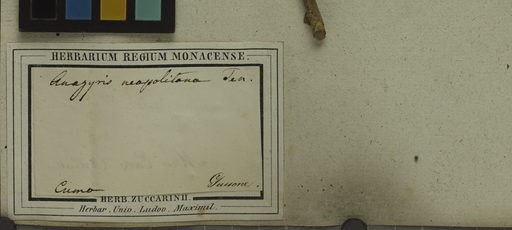 HERBARIUM REGIUM MONACENSE.
Anagyris neapolitana Ten.
Cuma Gussone.
HERB. ZUCCARINII.
Herbar. Univ. Ludov. Maximil.